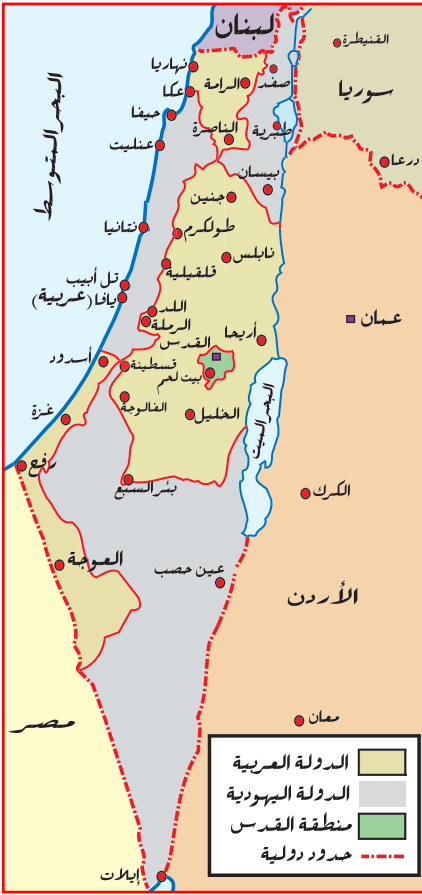 لبنان
القنيطرة
سوريا
درعا
البحر المتوسط
نهاريا
عكا
حيفا
عتليت
الرامة
صفد
الناصرة
طبرية
بيسان
جنين
نتانيا
طولكرم
نابلس
قلقيلية
تل أبيب
يافا (عربية)
اللد
الرملة
القدس
أريحا
عمان
أسدود
قسطينة
بيت لحم
غزة
الفالوجة
الخليل
البحر الميت
رفح
بئر السبع
الكرك
العوجة
عين حصب
الأردن
مصر
معان
إيلات
الدولة العربية
الدولة اليهودية
منطقة القدس
حدود دولية